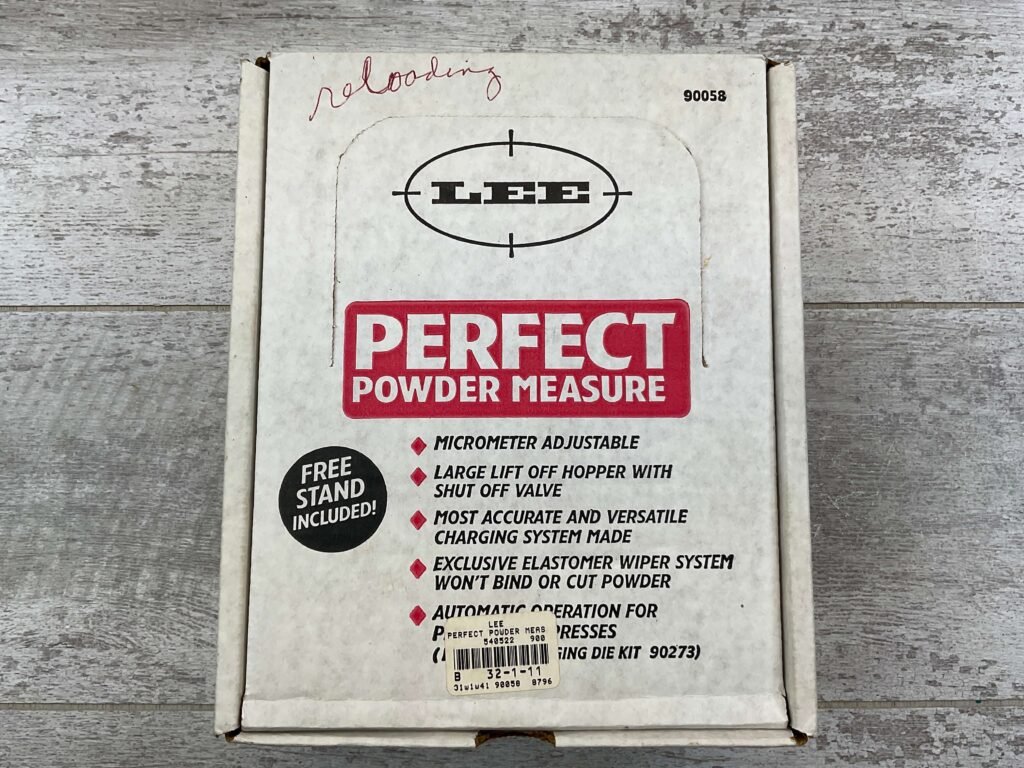 reloading
90058
LEE
PERFECT
POWDER MEASURE
MICROMETER ADJUSTABLE
LARGE LIFT OFF HOPPER WITH
SHUT OFF VALVE
MOST ACCURATE AND VERSATILE
CHARGING SYSTEM MADE
EXCLUSIVE ELASTOMER WIPER SYSTEM
WON'T BIND OR CUT POWDER
AUTOMATIC OPERATION FOR
PRESSES
DIE KIT 90273)
FREE
STAND
INCLUDED!
LEE
PERFECT POWDER MEAS
540522 900
B 32-1-11
31W1W41 90058 8796